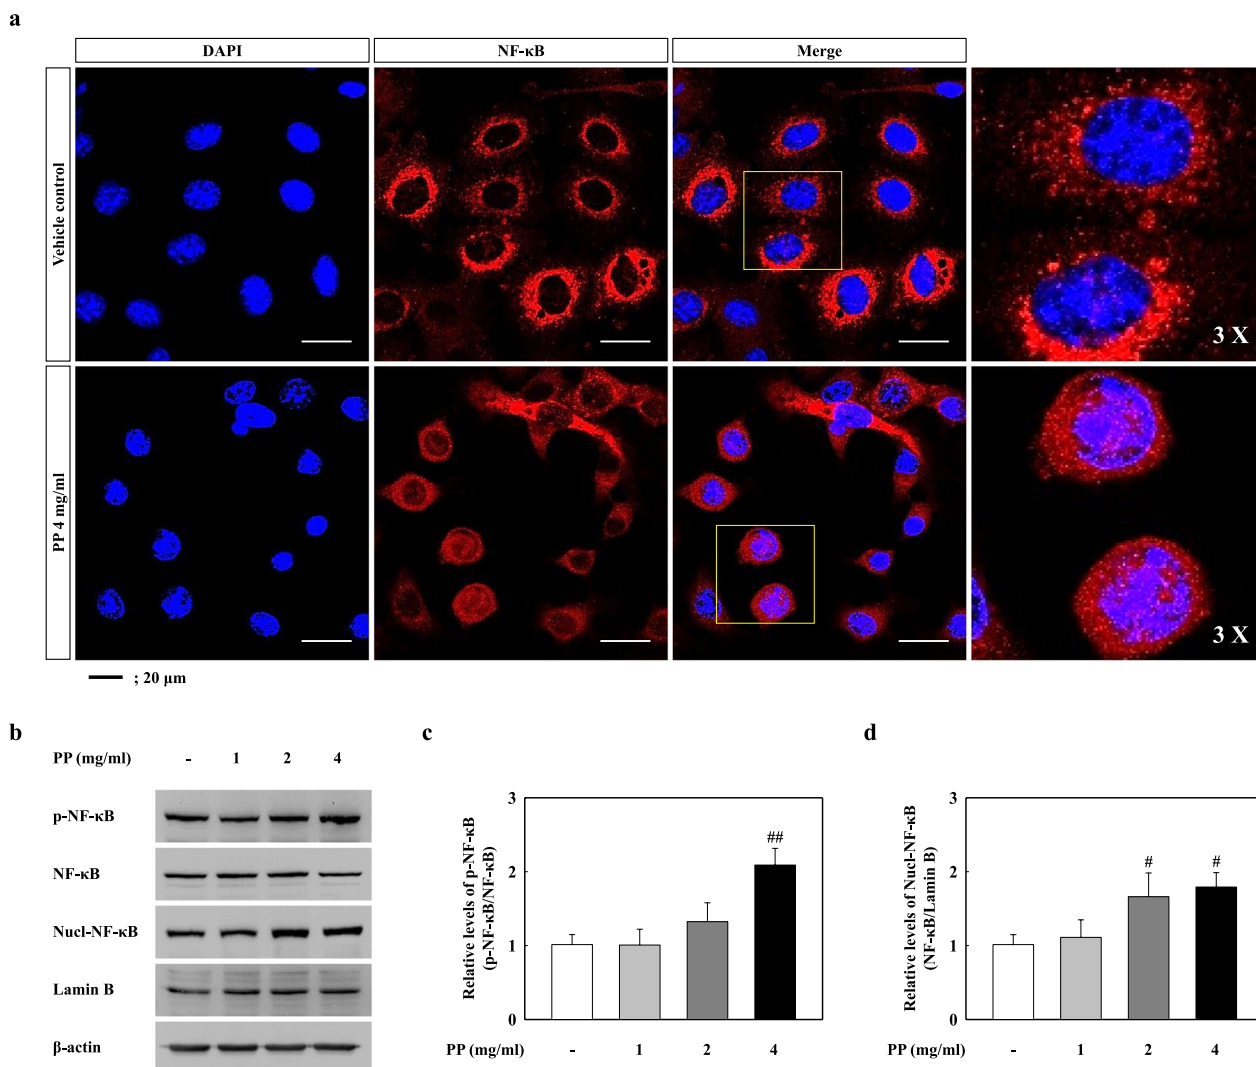 a
DAPI NF-κB Merge
Vehicle control
3 X
PP 4 mg/ml
3 X
; 20 μm
b
PP (mg/ml) - 1 2 4
p-NF-κB
NF-κB
Nucl-NF-κB
Lamin B
β-actin
c
Relative levels of p-NF-κB
(p-NF-κB/NF-κB)
3
2
1
0
##
PP (mg/ml) - 1 2 4
d
Relative levels of Nucl-NF-κB
(NF-κB/Lamin B)
3
2
1
0
# #
PP (mg/ml) - 1 2 4